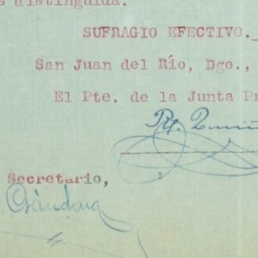 distinguida.
SUFRAGIO EFECTIVO.
San Juan del Río, Dgo.,
El Pte. de la Junta
Secretario,